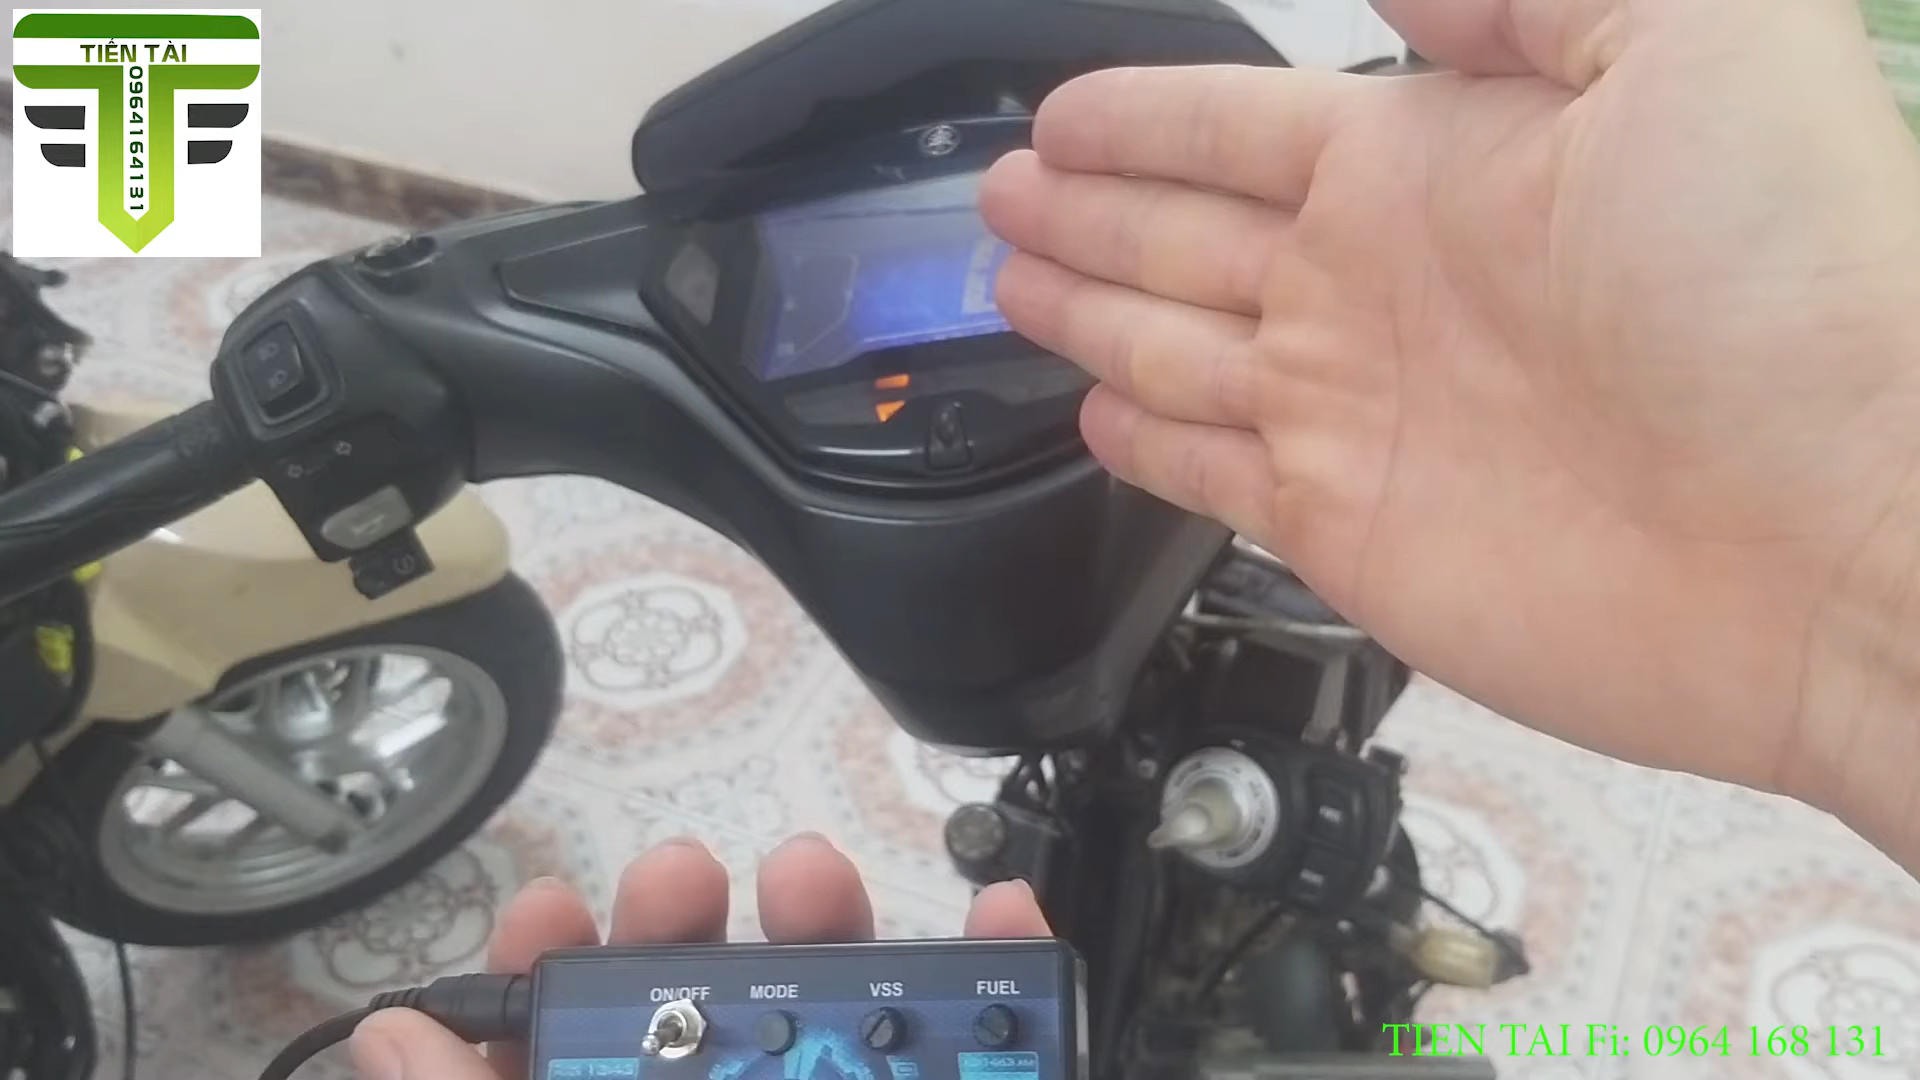 TIẾN TÀI
0964164131
ON/OFF
MODE
VSS
FUEL
TIEN TAI Fi: 0964 168 131